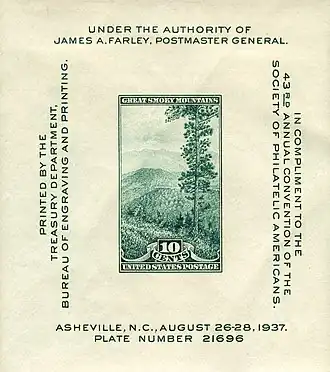 UNDER THE AUTHORITY OF
JAMES A. FARLEY, POSTMASTER GENERAL.
PRINTED BY THE
TREASURY DEPARTMENT,
BUREAU OF ENGRAVING AND PRINTING.
GREAT SMOKY MOUNTAINS
10
CENTS
UNITED STATES POSTAGE
IN COMPLIMENT TO THE
43RD ANNUAL CONVENTION OF THE
SOCIETY OF PHILATELIC AMERICANS.
ASHEVILLE, N.C., AUGUST 26-28, 1937.
PLATE NUMBER 21696